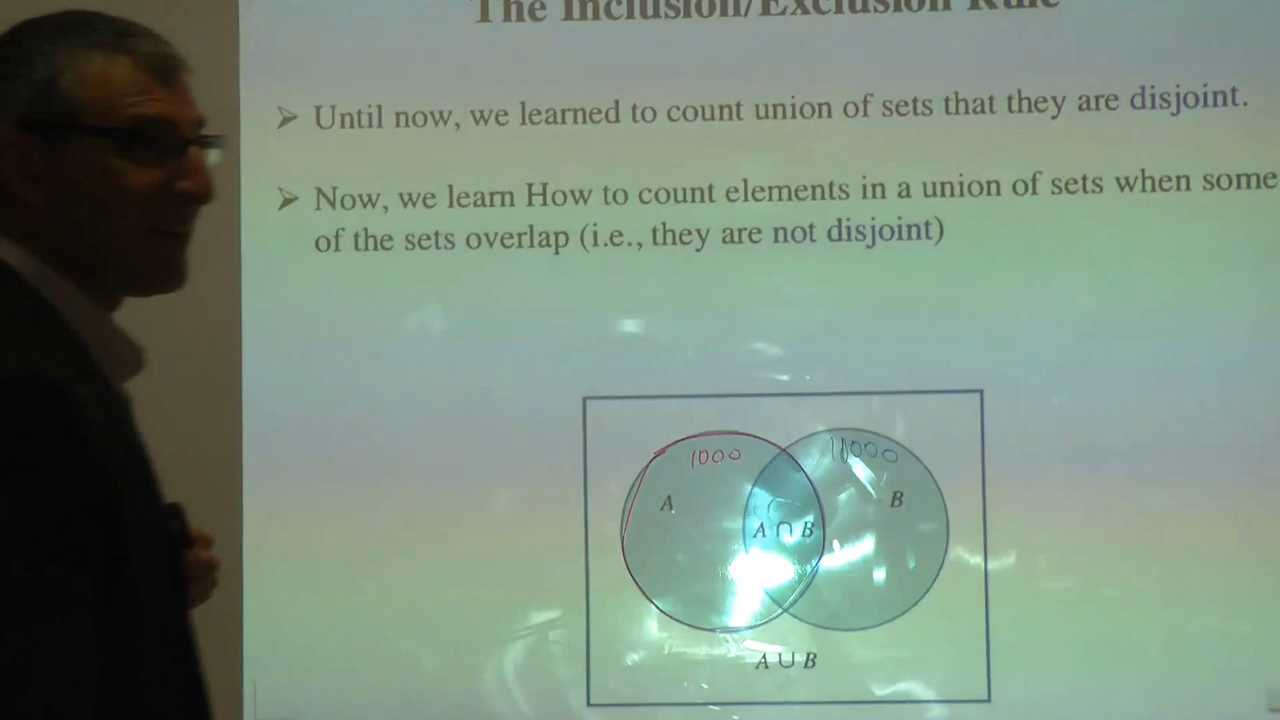 The Inclusion/Exclusion Rule
➢ Until now, we learned to count union of sets that they are disjoint.
➢ Now, we learn How to count elements in a union of sets when some
of the sets overlap (i.e., they are not disjoint)
1000
A
A ∩ B
B
A ∪ B